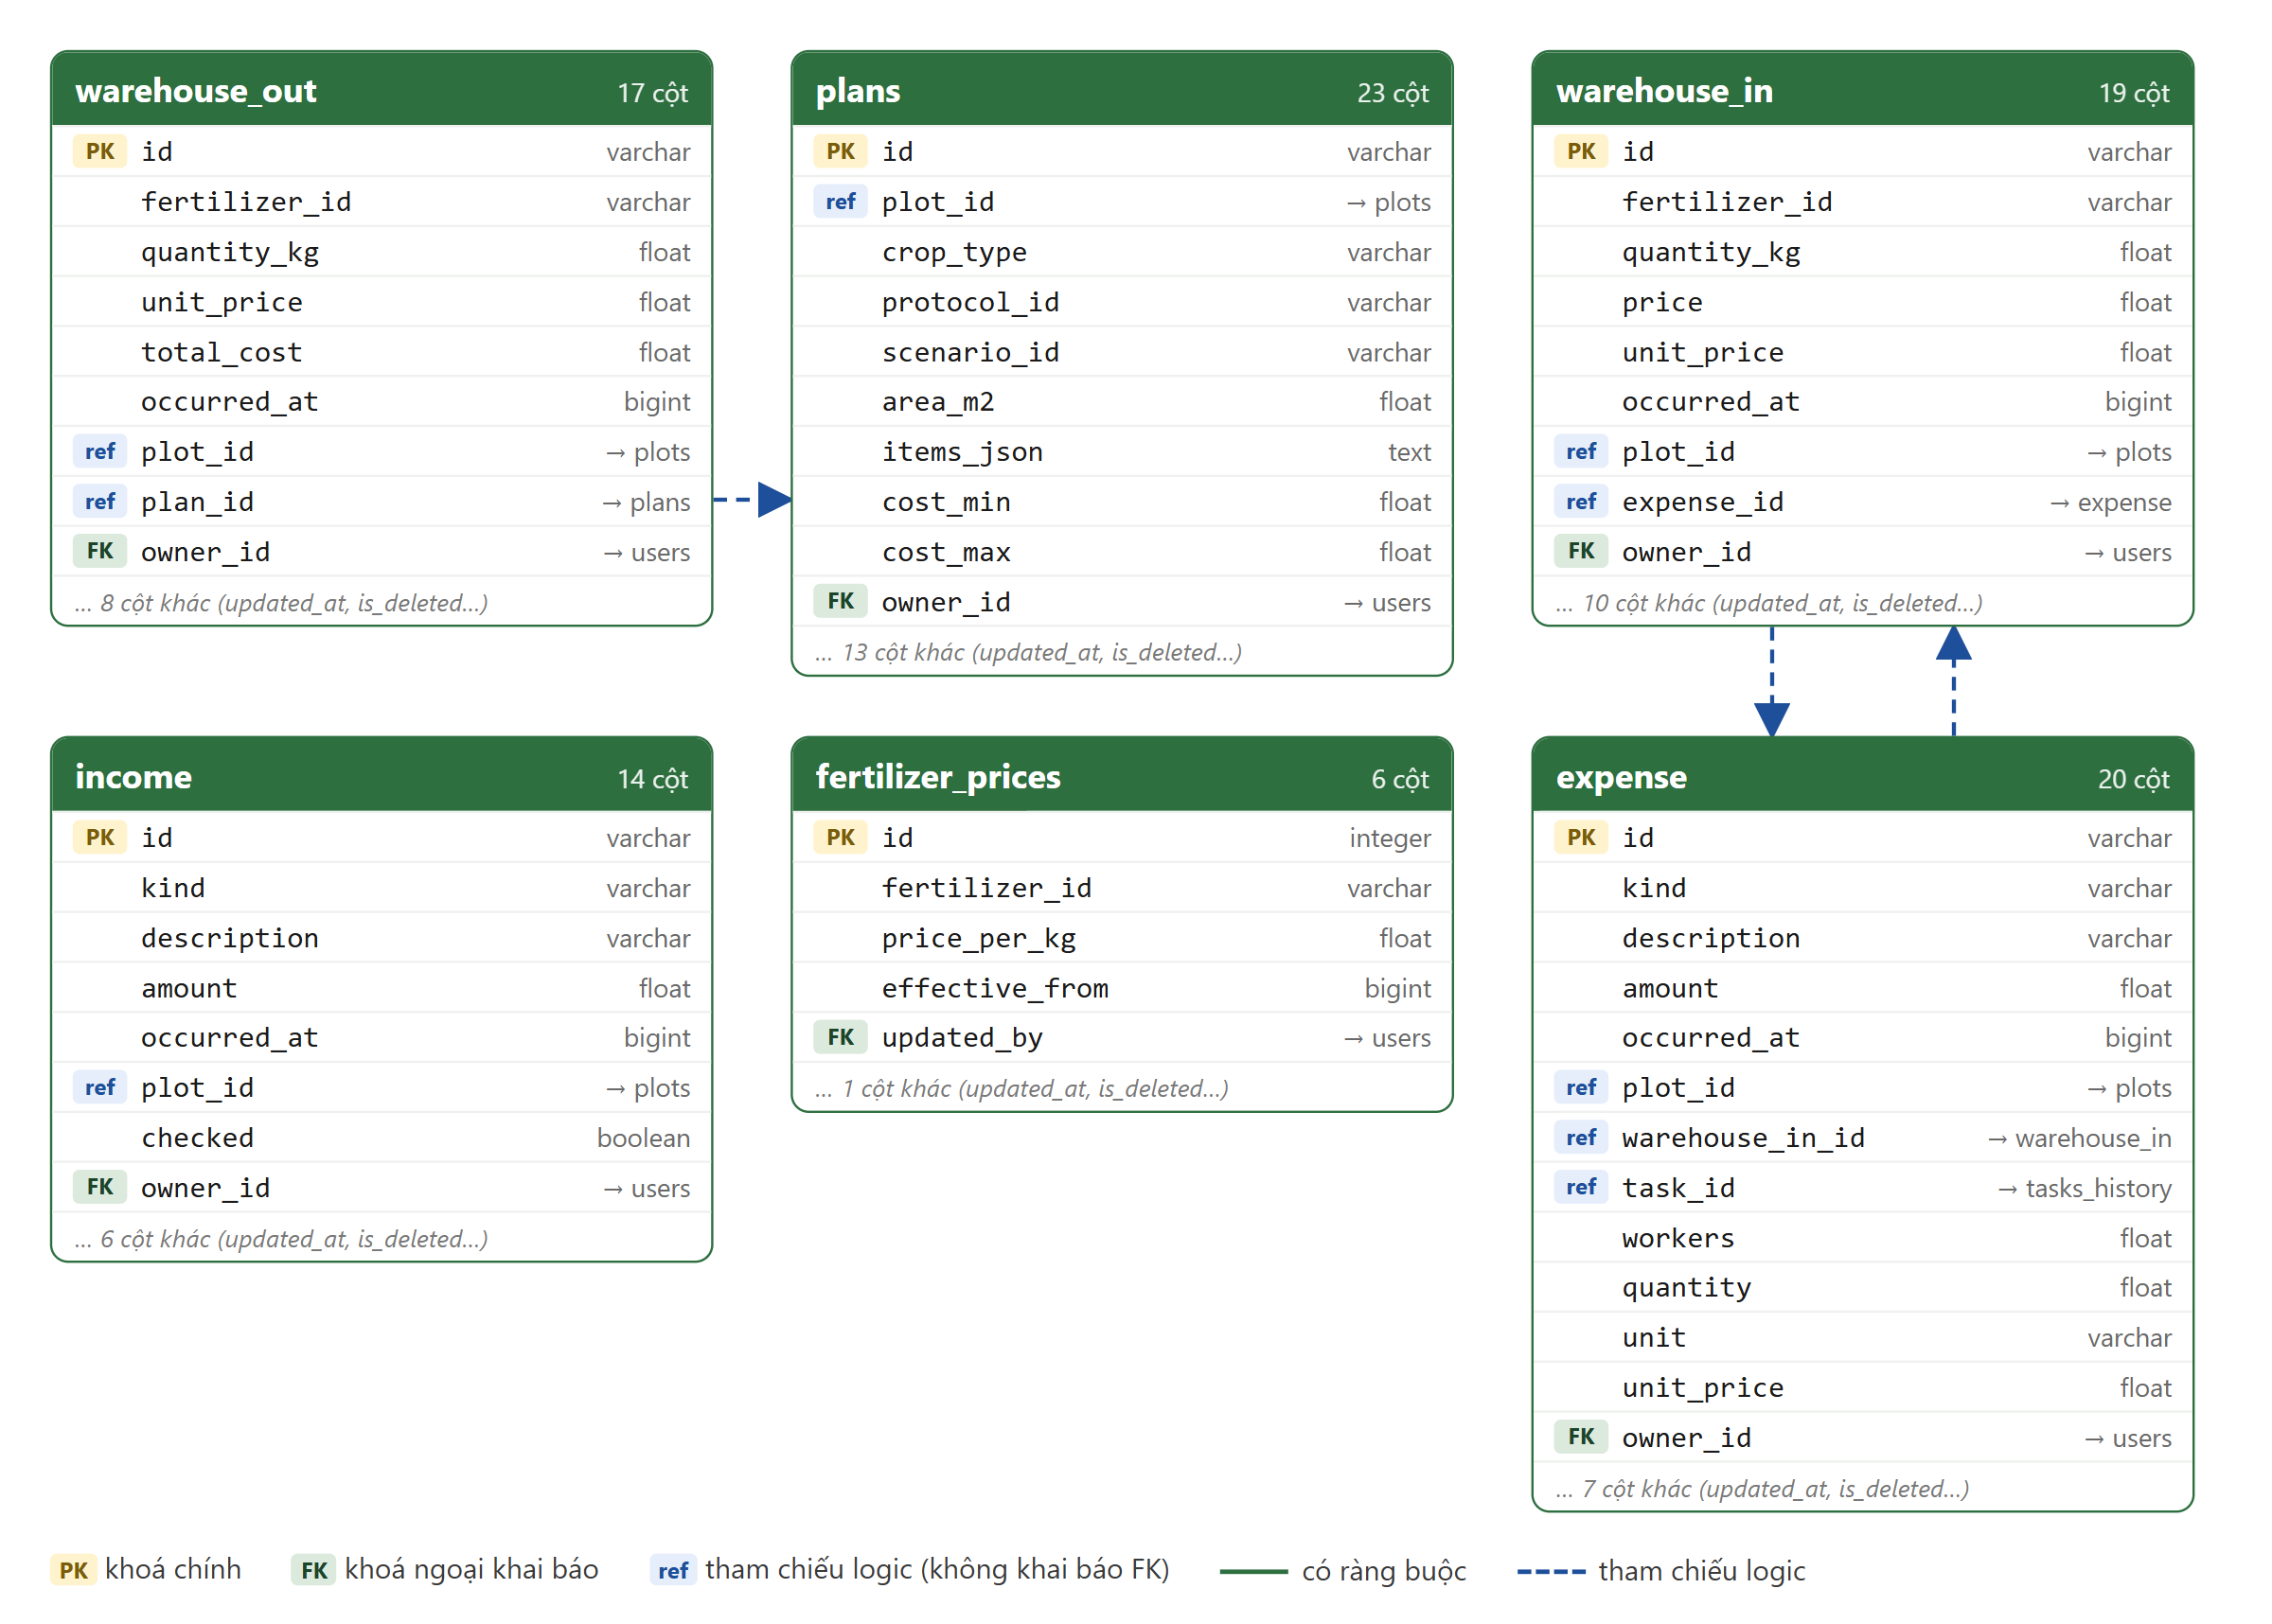 warehouse_out 17 cột
PK id varchar
fertilizer_id varchar
quantity_kg float
unit_price float
total_cost float
occurred_at bigint
ref plot_id → plots
ref plan_id → plans
FK owner_id → users
... 8 cột khác (updated_at, is_deleted...)
plans 23 cột
PK id varchar
ref plot_id → plots
crop_type varchar
protocol_id varchar
scenario_id varchar
area_m2 float
items_json text
cost_min float
cost_max float
FK owner_id → users
... 13 cột khác (updated_at, is_deleted...)
warehouse_in 19 cột
PK id varchar
fertilizer_id varchar
quantity_kg float
price float
unit_price float
occurred_at bigint
ref plot_id → plots
ref expense_id → expense
FK owner_id → users
... 10 cột khác (updated_at, is_deleted...)
income 14 cột
PK id varchar
kind varchar
description varchar
amount float
occurred_at bigint
ref plot_id → plots
checked boolean
FK owner_id → users
... 6 cột khác (updated_at, is_deleted...)
fertilizer_prices 6 cột
PK id integer
fertilizer_id varchar
price_per_kg float
effective_from bigint
FK updated_by → users
... 1 cột khác (updated_at, is_deleted...)
expense 20 cột
PK id varchar
kind varchar
description varchar
amount float
occurred_at bigint
ref plot_id → plots
ref warehouse_in_id → warehouse_in
ref task_id → tasks_history
workers float
quantity float
unit varchar
unit_price float
FK owner_id → users
... 7 cột khác (updated_at, is_deleted...)
PK khoá chính FK khoá ngoại khai báo ref tham chiếu logic (không khai báo FK) có ràng buộc tham chiếu logic